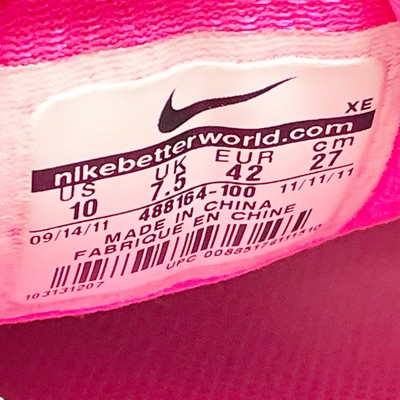 XE
nikebetterworld.com
US UK EUR cm
10 7.5 42 27
09/14/11 488164-100 11/11/11
MADE IN CHINA
FABRIQUE EN CHINE
103131207
UPC